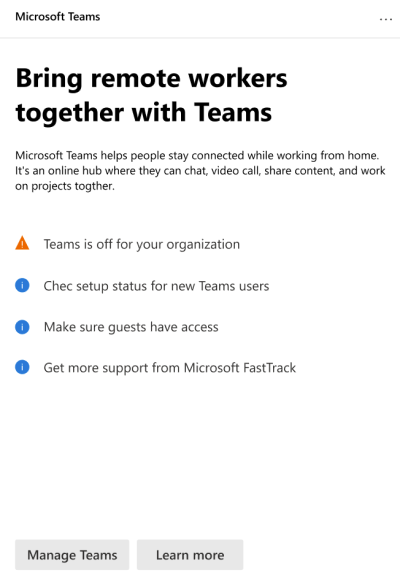 Microsoft Teams
...
Bring remote workers
together with Teams
Microsoft Teams helps people stay connected while working from home.
It's an online hub where they can chat, video call, share content, and work
on projects togther.
Teams is off for your organization
Chec setup status for new Teams users
Make sure guests have access
Get more support from Microsoft FastTrack
Manage Teams
Learn more